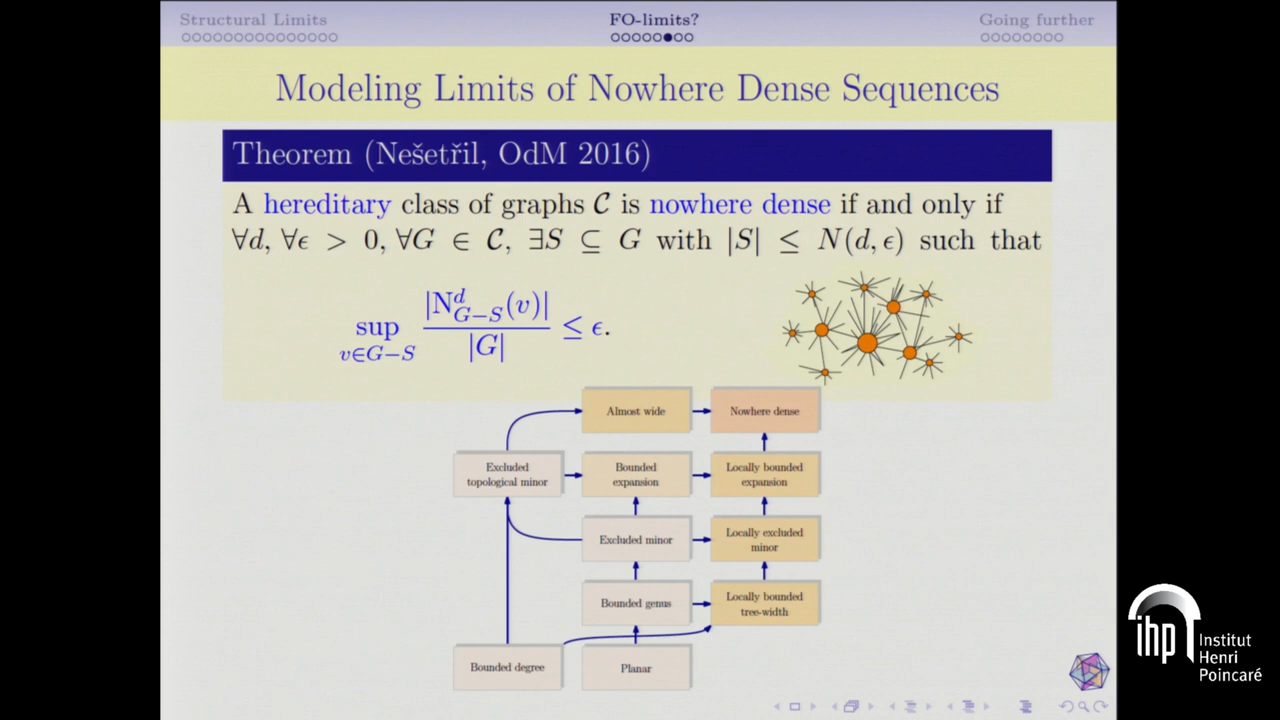 Structural Limits
FO-limits?
Going further
Modeling Limits of Nowhere Dense Sequences
Theorem (Nešetřil, OdM 2016)
A hereditary class of graphs 𝒞 is nowhere dense if and only if
∀d, ∀ϵ > 0, ∀G ∈ 𝒞, ∃S ⊆ G with |S| ≤ N(d, ϵ) such that
sup_{v∈G−S} |N^d_{G−S}(v)| / |G| ≤ ϵ.
Almost wide
Nowhere dense
Excluded
topological minor
Bounded
expansion
Locally bounded
expansion
Excluded minor
Locally excluded
minor
Bounded genus
Locally bounded
tree-width
Bounded degree
Planar
ihp
Institut
Henri
Poincaré